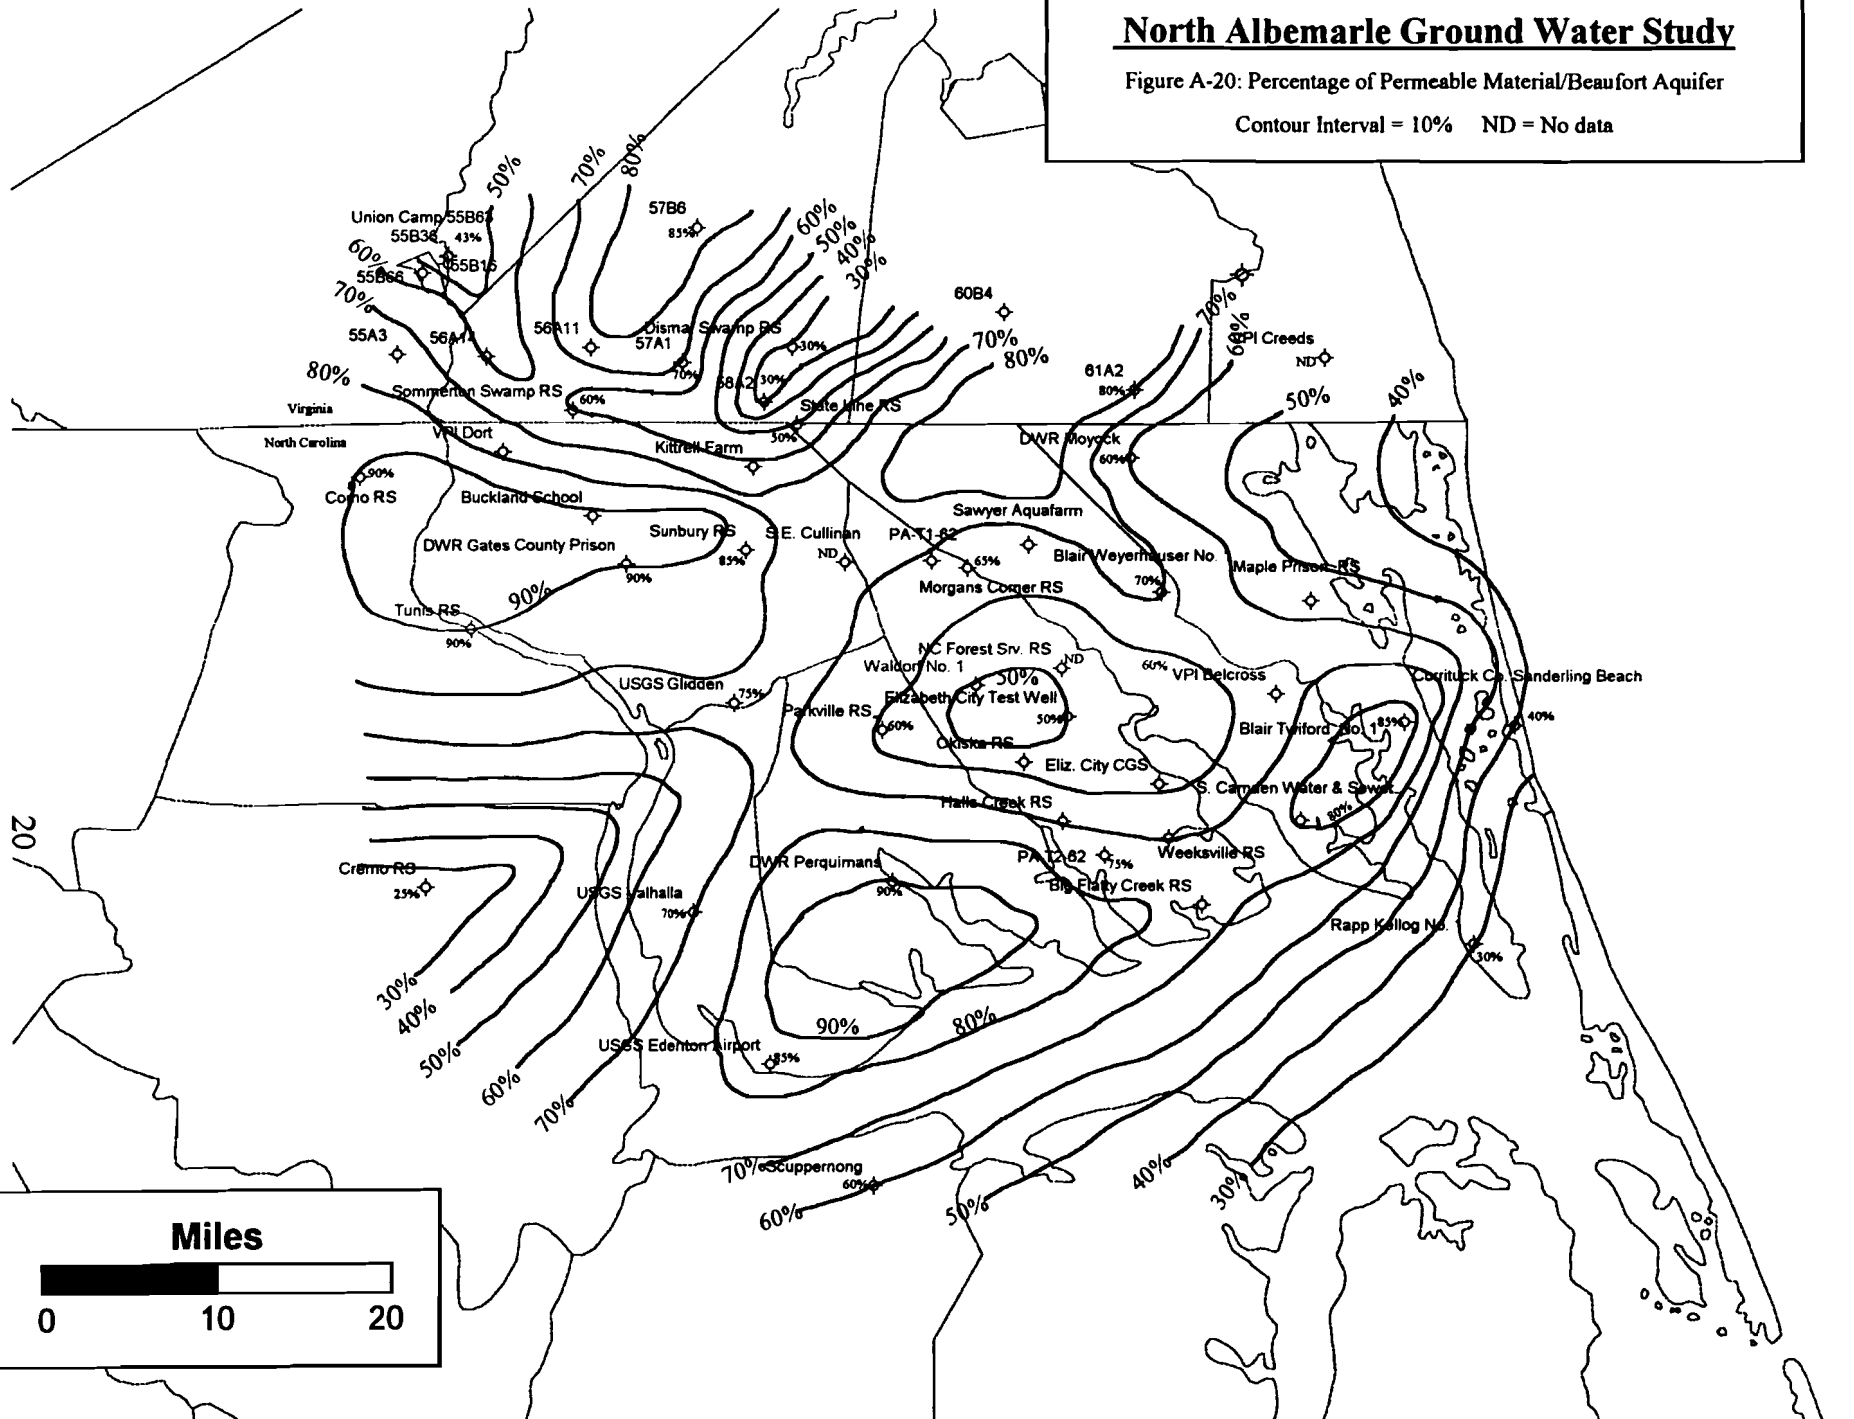 North Albemarle Ground Water Study
Figure A-20: Percentage of Permeable Material/Beaufort Aquifer
Contour Interval = 10% ND = No data
50%
70%
80%
57B6
85%
Union Camp 55B63
55B36
43%
60%
55B16
55B66
60%
50%
40%
30%
70%
60B4
70%
60%
VPI Creeds
ND
55A3
56A14
56A11
Dismal Swamp RS
57A1
30%
70%
80%
80%
61A2
80%
70%
58A2
30%
Sommerton Swamp RS
60%
50%
40%
Virginia
State Line RS
North Carolina
VPI Dort
50%
Kittrell Farm
DWR Moyock
60%
90%
Como RS
Buckland School
Sawyer Aquafarm
Sunbury RS
S.E. Cullinan
PA-T1-62
DWR Gates County Prison
85%
ND
65%
Blair Weyerhauser No.
Maple Prison RS
90%
Morgans Corner RS
70%
90%
Tunis RS
90%
NC Forest Srv. RS
ND
Waldorf No. 1
50%
60%
VPI Belcross
Currituck Co. Sanderling Beach
USGS Glidden
75%
Elizabeth City Test Well
50%
Parkville RS
60%
Blair Twiford No. 1
85%
40%
Okiska RS
Eliz. City CGS
S. Camden Water & Sewer
80%
Halls Creek RS
20
Weeksville RS
PA-T2-62
75%
DWR Perquimans
90%
Cremo RS
25%
Big Flatty Creek RS
USGS Valhalla
70%
Rapp Kellog No.
30%
30%
40%
90%
80%
50%
USGS Edenton Airport
85%
60%
70%
70%
Scuppernong
60%
60%
50%
40%
30%
Miles
0 10 20